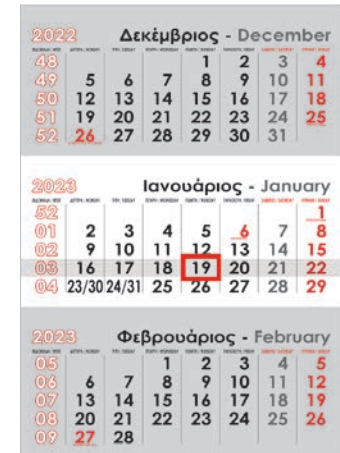 2022 Δεκέμβριος - December
48 1 2 3 4
49 5 6 7 8 9 10 11
50 12 13 14 15 16 17 18
51 19 20 21 22 23 24 25
52 26 27 28 29 30 31
2023 Ιανουάριος - January
52 1
01 2 3 4 5 6 7 8
02 9 10 11 12 13 14 15
03 16 17 18 19 20 21 22
04 23/30 24/31 25 26 27 28 29
2023 Φεβρουάριος - February
05 1 2 3 4 5
06 6 7 8 9 10 11 12
07 13 14 15 16 17 18 19
08 20 21 22 23 24 25 26
09 27 28